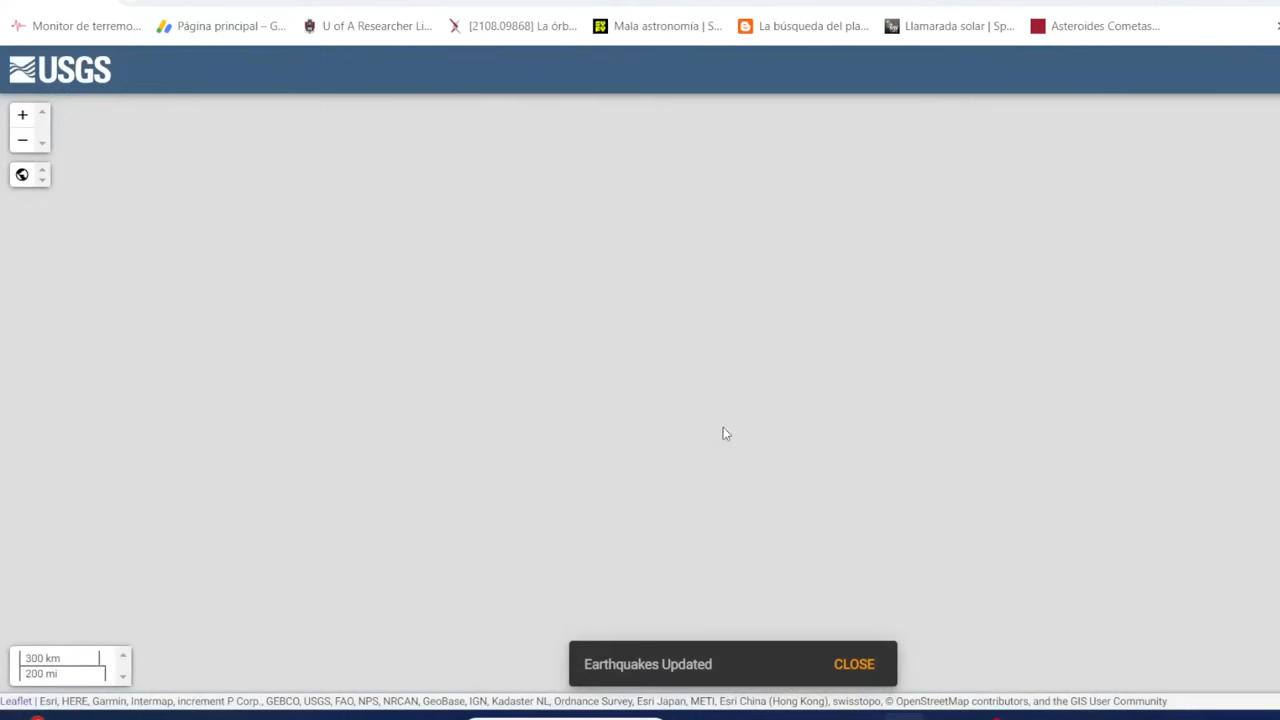 Monitor de terremo... Página principal – G... U of A Researcher Li... [2108.09868] La órb... Mala astronomía | S... La búsqueda del pla... Llamarada solar | Sp... Asteroides Cometas...
USGS
+
−
300 km
200 mi
Earthquakes Updated CLOSE
Leaflet | Esri, HERE, Garmin, Intermap, increment P Corp., GEBCO, USGS, FAO, NPS, NRCAN, GeoBase, IGN, Kadaster NL, Ordnance Survey, Esri Japan, METI, Esri China (Hong Kong), swisstopo, © OpenStreetMap contributors, and the GIS User Community